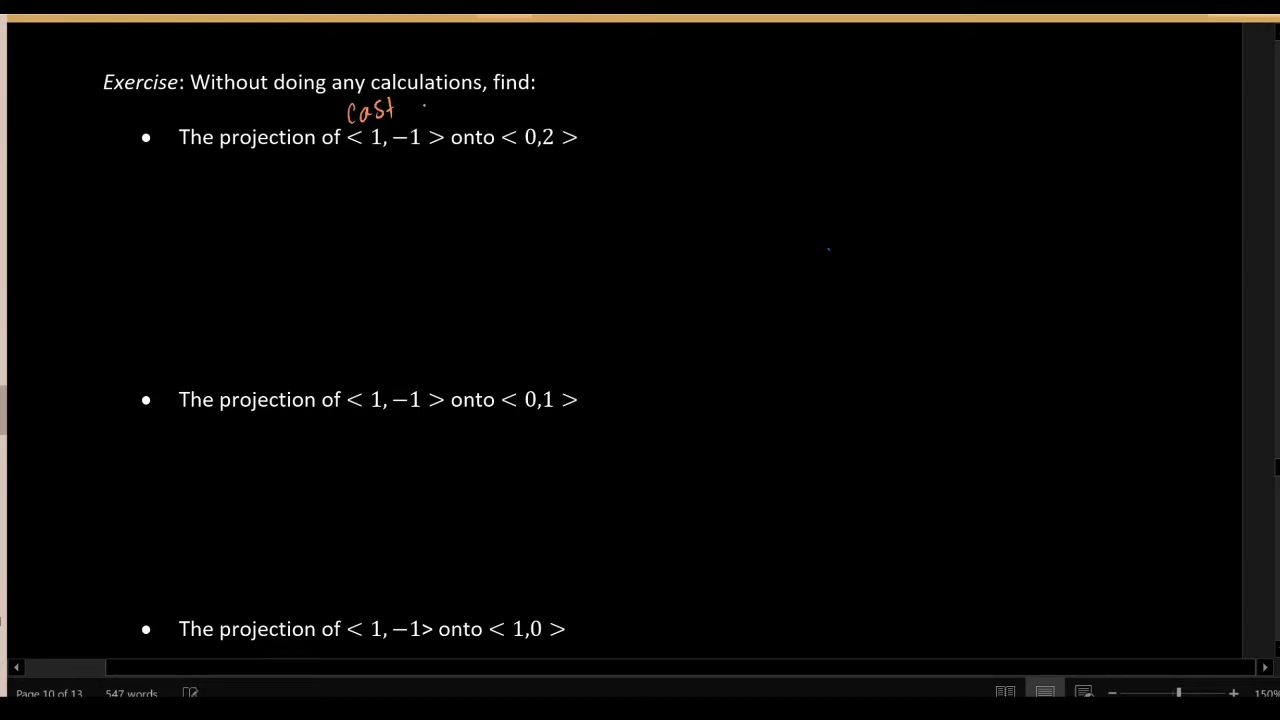 Exercise: Without doing any calculations, find:
cast
• The projection of < 1, −1 > onto < 0,2 >
• The projection of < 1, −1 > onto < 0,1 >
• The projection of < 1, −1> onto < 1,0 >
Page 10 of 13 547 words 150%